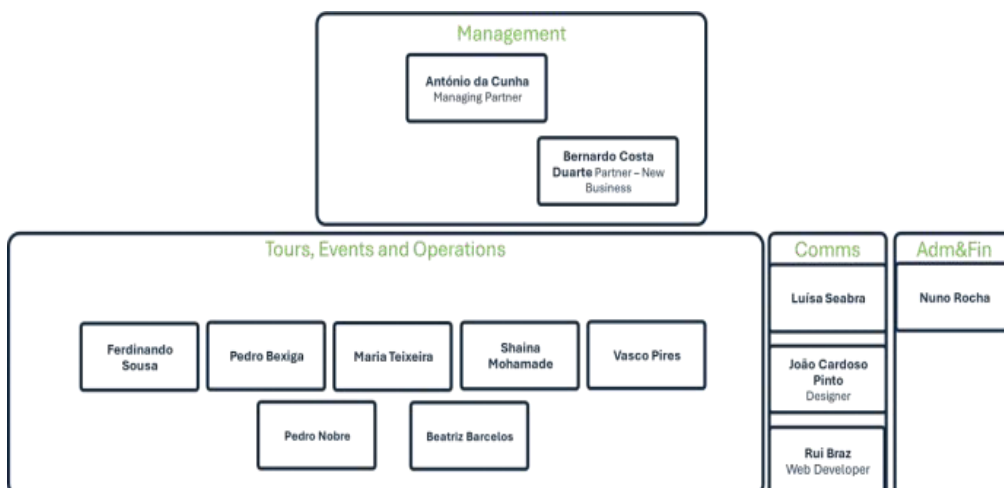 Management
António da Cunha
Managing Partner
Bernardo Costa
Duarte Partner – New
Business
Tours, Events and Operations
Ferdinando
Sousa
Pedro Bexiga
Maria Teixeira
Shaina
Mohamade
Vasco Pires
Pedro Nobre
Beatriz Barcelos
Comms
Luísa Seabra
João Cardoso
Pinto
Designer
Rui Braz
Web Developer
Adm&Fin
Nuno Rocha